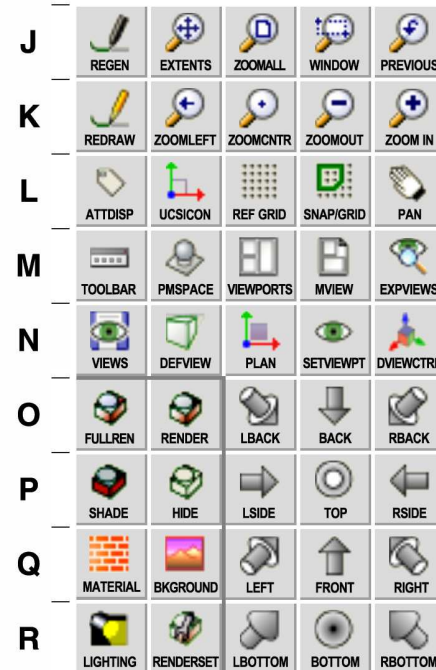 J
REGEN EXTENTS ZOOMALL WINDOW PREVIOUS
K
REDRAW ZOOMLEFT ZOOMCNTR ZOOMOUT ZOOM IN
L
ATTDISP UCSICON REF GRID SNAP/GRID PAN
M
TOOLBAR PMSPACE VIEWPORTS MVIEW EXPVIEWS
N
VIEWS DEFVIEW PLAN SETVIEWPT DVIEWCTRL
O
FULLREN RENDER LBACK BACK RBACK
P
SHADE HIDE LSIDE TOP RSIDE
Q
MATERIAL BKGROUND LEFT FRONT RIGHT
R
LIGHTING RENDERSET LBOTTOM BOTTOM RBOTTOM